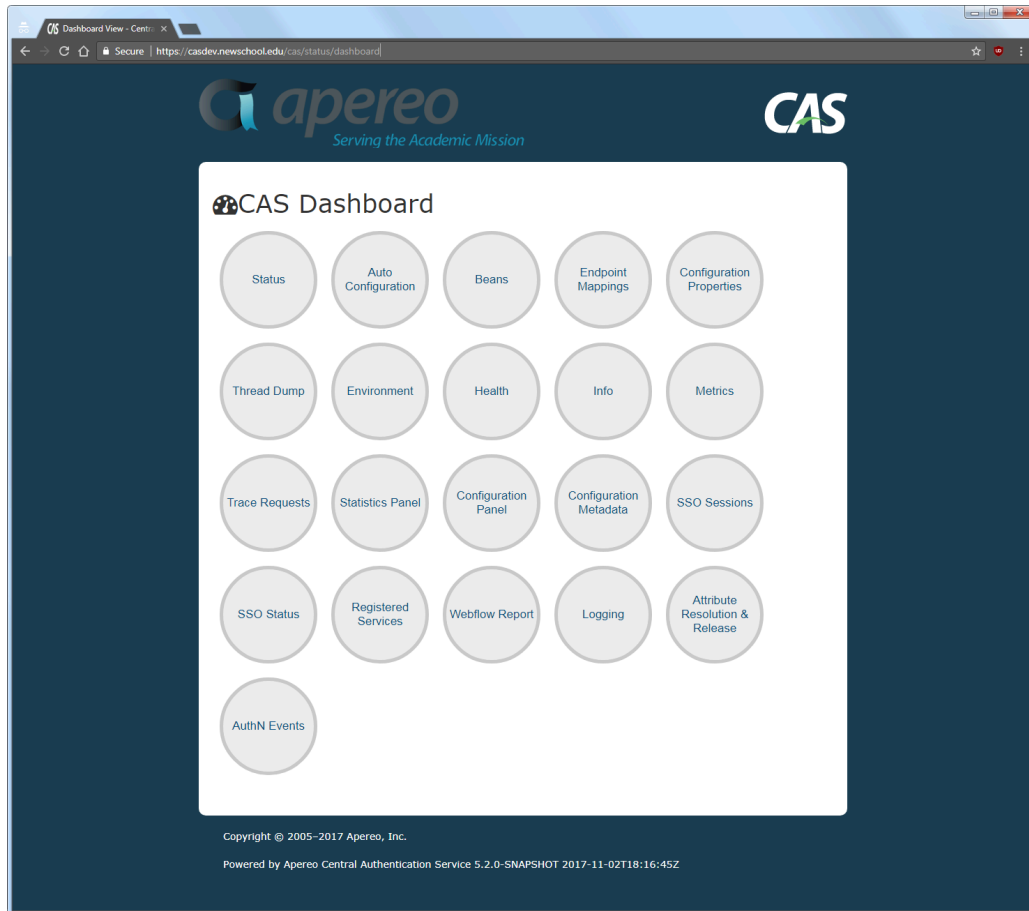 CAS Dashboard View - Centra
Secure | https://casdev.newschool.edu/cas/status/dashboard
apereo
Serving the Academic Mission
CAS
CAS Dashboard
Status
Auto
Configuration
Beans
Endpoint
Mappings
Configuration
Properties
Thread Dump
Environment
Health
Info
Metrics
Trace Requests
Statistics Panel
Configuration
Panel
Configuration
Metadata
SSO Sessions
SSO Status
Registered
Services
Webflow Report
Logging
Attribute
Resolution &
Release
AuthN Events
Copyright © 2005–2017 Apereo, Inc.
Powered by Apereo Central Authentication Service 5.2.0-SNAPSHOT 2017-11-02T18:16:45Z